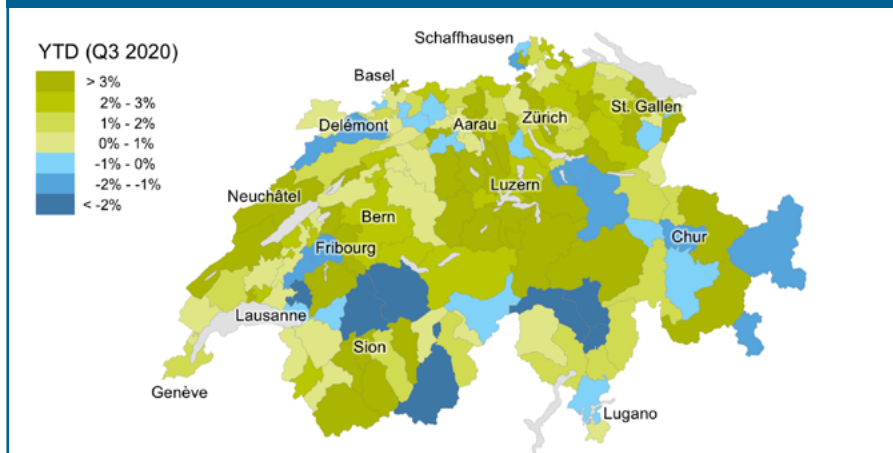 YTD (Q3 2020)
> 3%
2% - 3%
1% - 2%
0% - 1%
-1% - 0%
-2% - -1%
< -2%
Schaffhausen
Basel
St. Gallen
Delémont
Aarau
Zürich
Neuchâtel
Luzern
Bern
Chur
Fribourg
Lausanne
Sion
Genève
Lugano